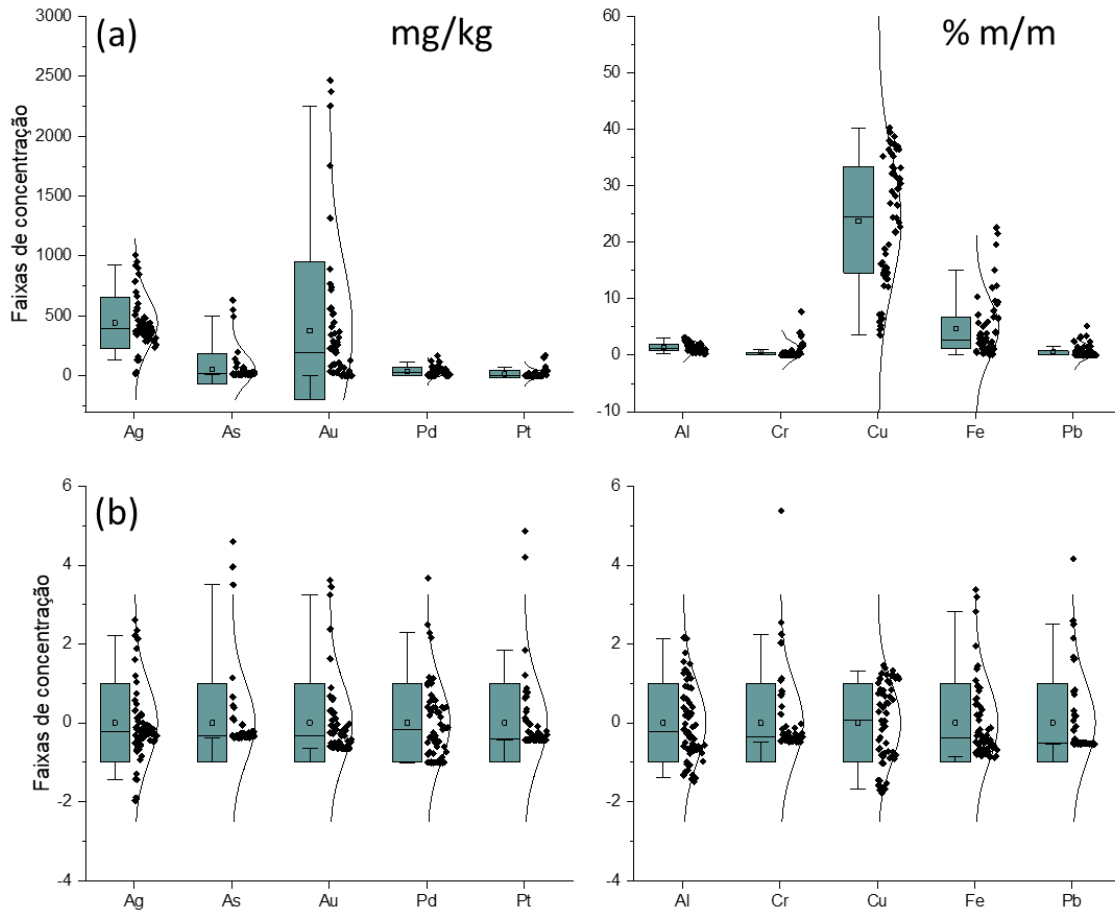 (a)
mg/kg
% m/m
Faixas de concentração
3000
2500
2000
1500
1000
500
0
Ag As Au Pd Pt
60
50
40
30
20
10
0
-10
Al Cr Cu Fe Pb
(b)
Faixas de concentração
6
4
2
0
-2
-4
Ag As Au Pd Pt
6
4
2
0
-2
-4
Al Cr Cu Fe Pb